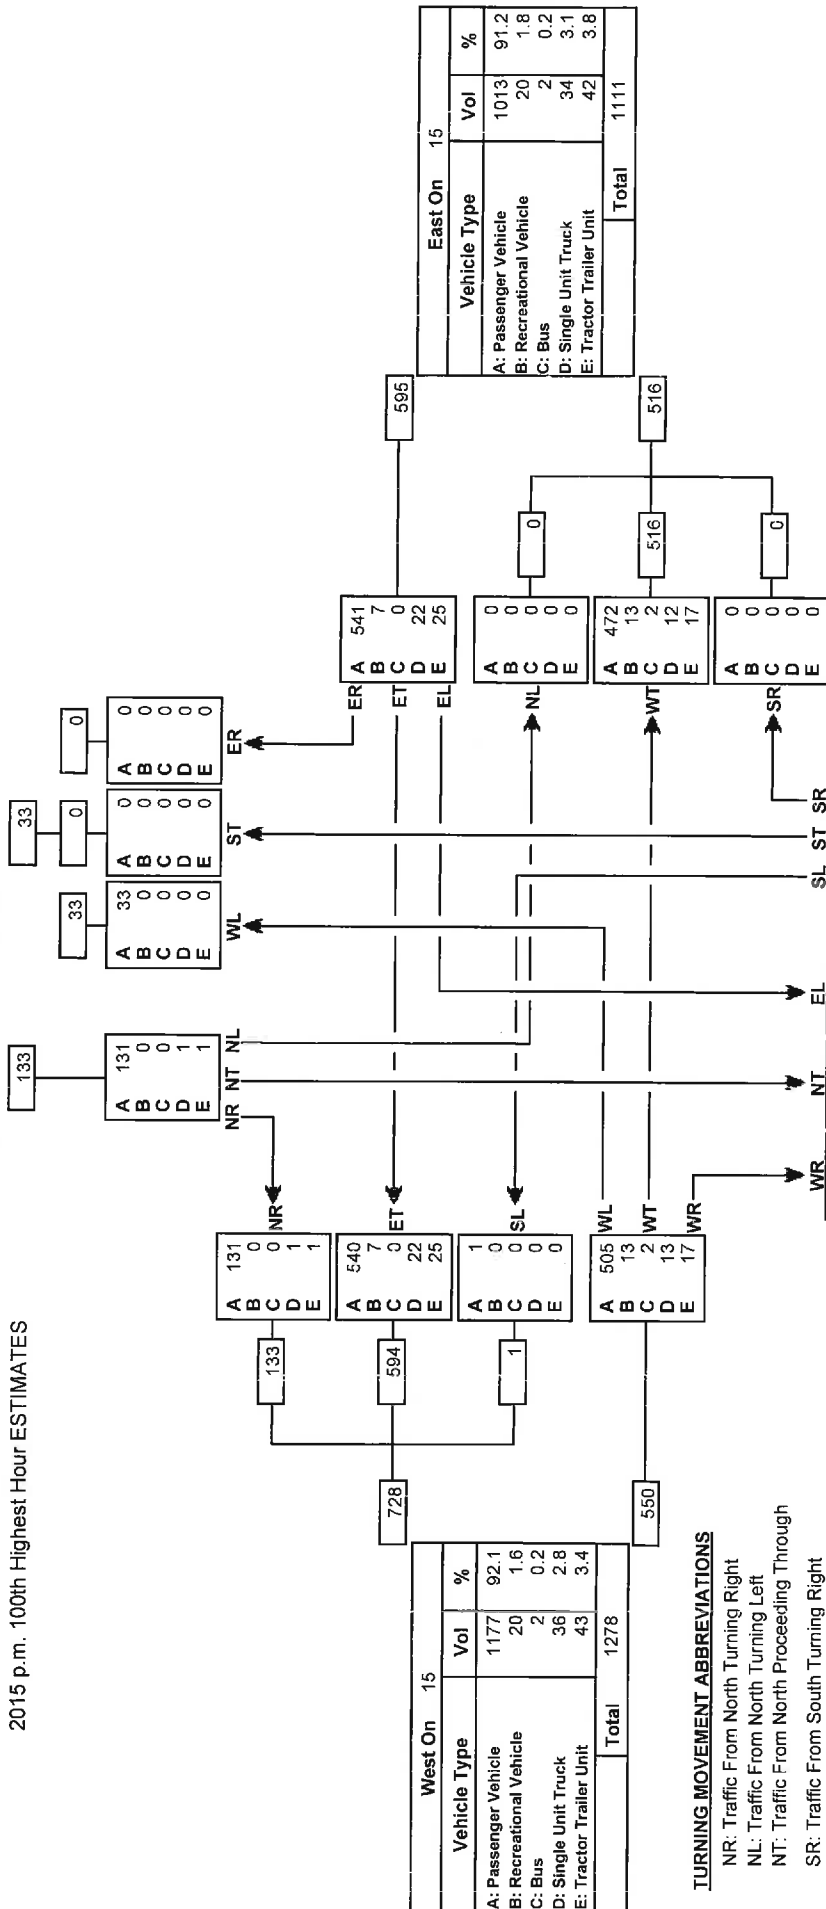 2015 p.m. 100th Highest Hour ESTIMATES
133
A 131
B 0
C 0
D 1
E 1
NR NT NL
33
33
A 33
B 0
C 0
D 0
E 0
WL
0
A 0
B 0
C 0
D 0
E 0
ST
0
A 0
B 0
C 0
D 0
E 0
ER
West On 15
Vehicle Type Vol %
A: Passenger Vehicle 1177 92.1
B: Recreational Vehicle 20 1.6
C: Bus 2 0.2
D: Single Unit Truck 36 2.8
E: Tractor Trailer Unit 43 3.4
Total 1278
728
133
A 131
B 0
C 0
D 1
E 1
NR
594
A 540
B 7
C 0
D 22
E 25
ET
1
A 1
B 0
C 0
D 0
E 0
SL
550
A 505
B 13
C 2
D 13
E 17
WL
WT
WR
ER
ET
EL
A 541
B 7
C 0
D 22
E 25
595
NL
A 0
B 0
C 0
D 0
E 0
0
WT
A 472
B 13
C 2
D 12
E 17
516
516
SR
A 0
B 0
C 0
D 0
E 0
0
East On 15
Vehicle Type Vol %
A: Passenger Vehicle 1013 91.2
B: Recreational Vehicle 20 1.8
C: Bus 2 0.2
D: Single Unit Truck 34 3.1
E: Tractor Trailer Unit 42 3.8
Total 1111
WR NT EL SL ST SR
TURNING MOVEMENT ABBREVIATIONS
NR: Traffic From North Turning Right
NL: Traffic From North Turning Left
NT: Traffic From North Proceeding Through
SR: Traffic From South Turning Right